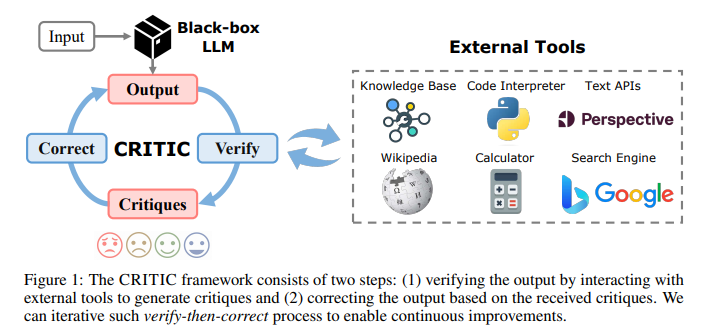 Input
Black-box
LLM
Output
Correct
CRITIC
Verify
Critiques
External Tools
Knowledge Base
Code Interpreter
Text APIs
Perspective
Wikipedia
Calculator
Search Engine
Google
Figure 1: The CRITIC framework consists of two steps: (1) verifying the output by interacting with
external tools to generate critiques and (2) correcting the output based on the received critiques. We
can iterative such verify-then-correct process to enable continuous improvements.